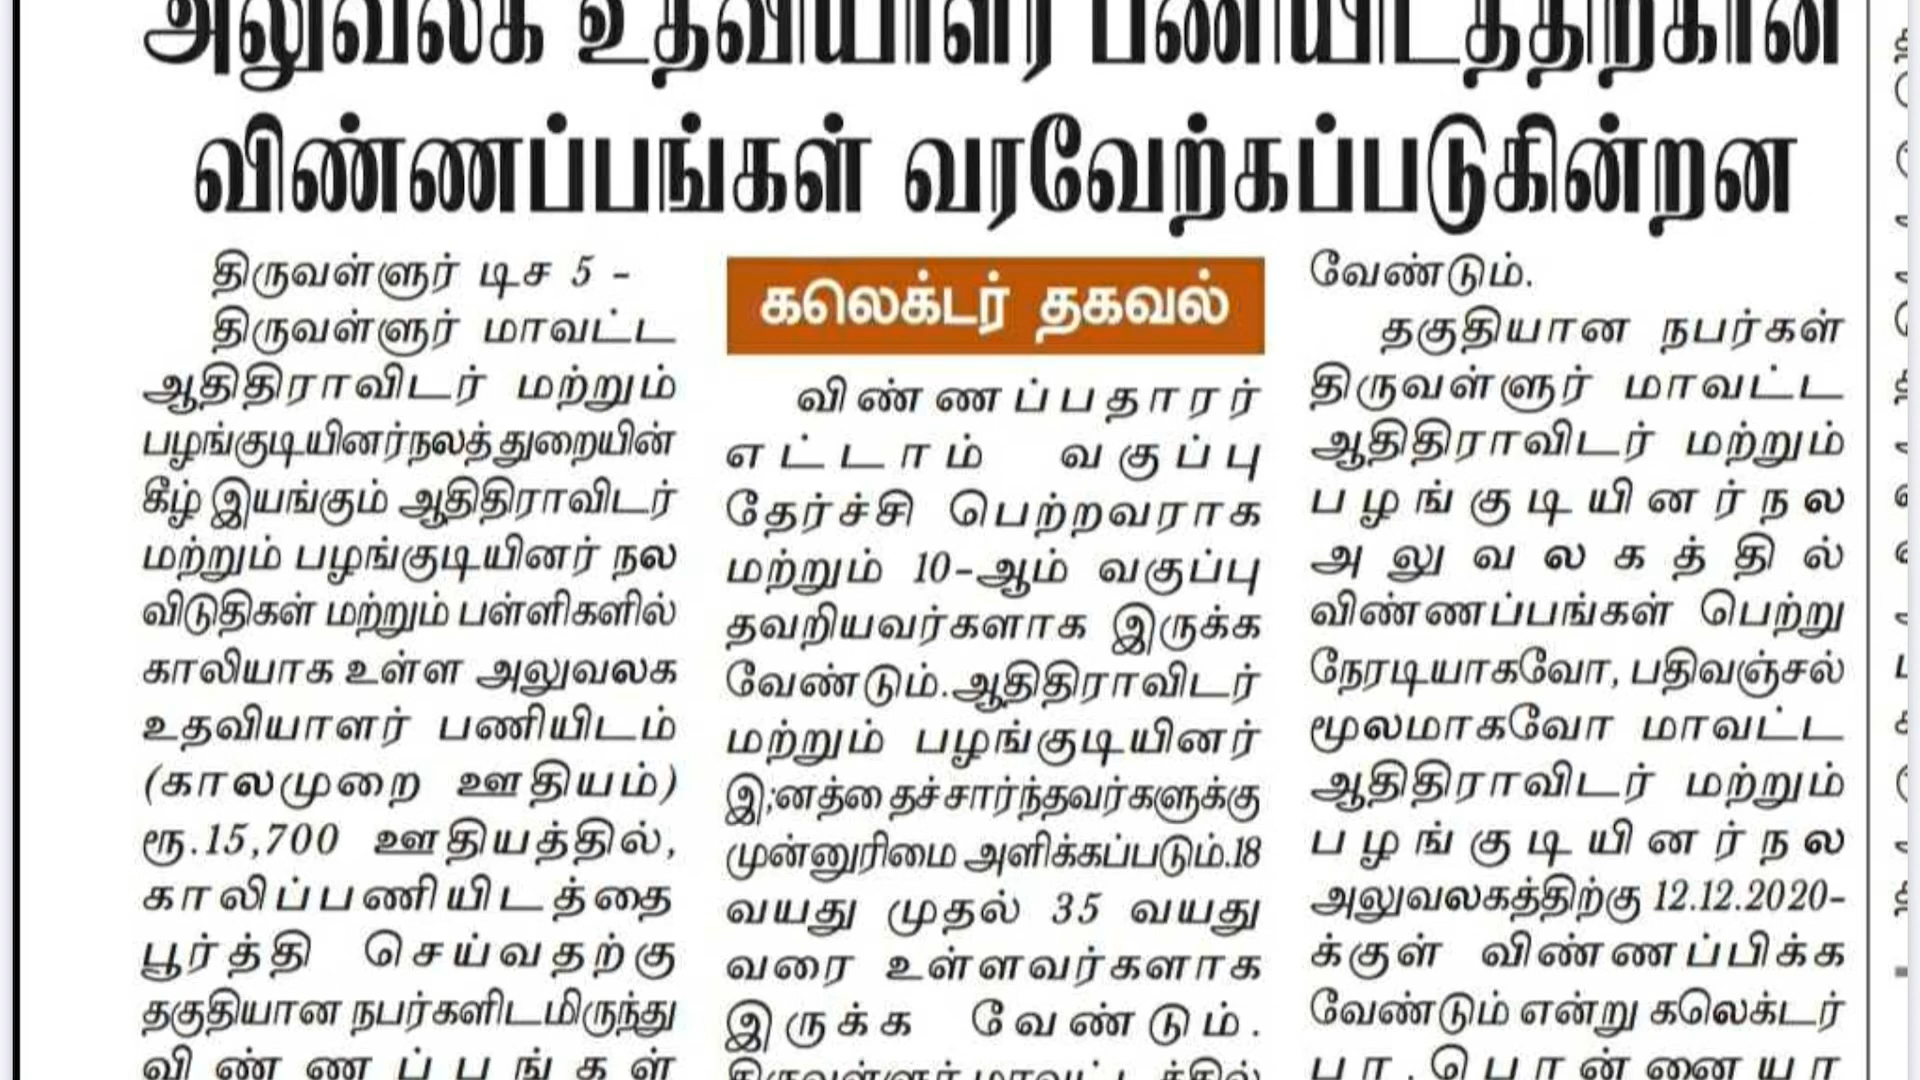 அலுவலக உதவியாளர் பணியிடத்திற்கான
விண்ணப்பங்கள் வரவேற்கப்படுகின்றன
திருவள்ளுர் டிச 5 -
திருவள்ளுர் மாவட்ட
ஆதிதிராவிடர் மற்றும்
பழங்குடியினர்நலத் துறையின்
கீழ் இயங்கும் ஆதிதிராவிடர்
மற்றும் பழங்குடியினர் நல
விடுதிகள் மற்றும் பள்ளிகளில்
காலியாக உள்ள அலுவலக
உதவியாளர் பணியிடம்
(காலமுறை ஊதியம்)
ரூ.15,700 ஊதியத்தில்,
காலிப்பணியிடத்தை
பூர்த்தி செய்வதற்கு
தகுதியான நபர்களிடமிருந்து
விண்ணப்பங்கள்
கலெக்டர் தகவல்
விண்ணப்பதாரர்
எட்டாம் வகுப்பு
தேர்ச்சி பெற்றவராக
மற்றும் 10-ஆம் வகுப்பு
தவறியவர்களாக இருக்க
வேண்டும்.ஆதிதிராவிடர்
மற்றும் பழங்குடியினர்
இ;னத்தைச்சார்ந்தவர்களுக்கு
முன்னுரிமை அளிக்கப்படும்.18
வயது முதல் 35 வயது
வரை உள்ளவர்களாக
இருக்க வேண்டும்.
திருவள்ளுர் மாவட்டத்தில்
வேண்டும்.
தகுதியான நபர்கள்
திருவள்ளுர் மாவட்ட
ஆதிதிராவிடர் மற்றும்
பழங்குடியினர்நல
அலுவலகத்தில்
விண்ணப்பங்கள் பெற்று
நேரடியாகவோ, பதிவஞ்சல்
மூலமாகவோ மாவட்ட
ஆதிதிராவிடர் மற்றும்
பழங்குடியினர்நல
அலுவலகத்திற்கு 12.12.2020-
க்குள் விண்ணப்பிக்க
வேண்டும் என்று கலெக்டர்
பா.பொன்னையா